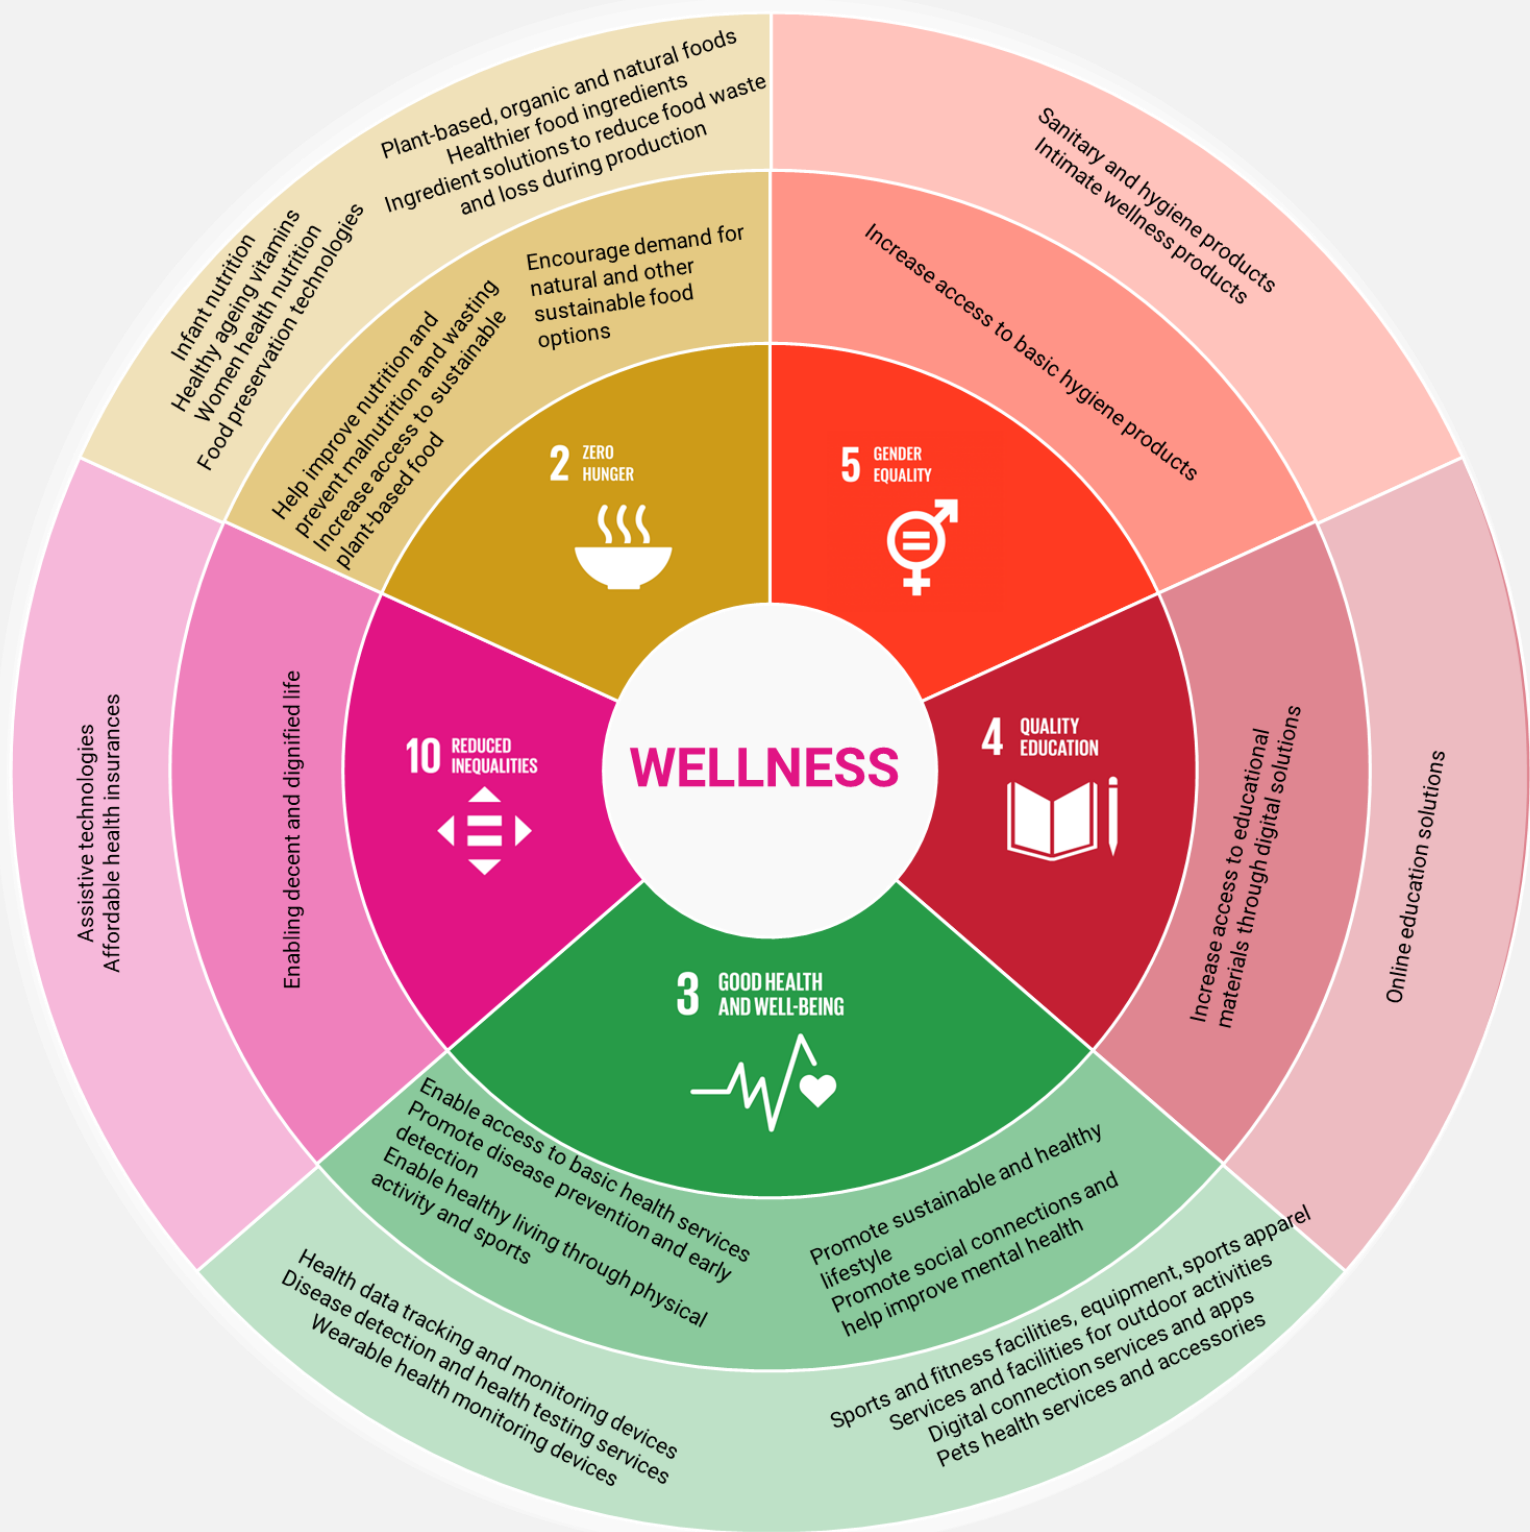 WELLNESS
2 ZERO
HUNGER
Encourage demand for
natural and other
sustainable food
options
Help improve nutrition and
prevent malnutrition and wasting
Increase access to sustainable
plant-based food
Plant-based, organic and natural foods
Healthier food ingredients
Ingredient solutions to reduce food waste
and loss during production
Infant nutrition
Healthy ageing vitamins
Women health nutrition
Food preservation technologies
5 GENDER
EQUALITY
Increase access to basic hygiene products
Sanitary and hygiene products
Intimate wellness products
4 QUALITY
EDUCATION
Increase access to educational
materials through digital solutions
Online education solutions
3 GOOD HEALTH
AND WELL-BEING
Enable access to basic health services
Promote disease prevention and early
detection
Enable healthy living through physical
activity and sports
Promote sustainable and healthy
lifestyle
Promote social connections and
help improve mental health
Health data tracking and monitoring devices
Disease detection and health testing services
Wearable health monitoring devices
Sports and fitness facilities, equipment, sports apparel
Services and facilities for outdoor activities
Digital connection services and apps
Pets health services and accessories
10 REDUCED
INEQUALITIES
Enabling decent and dignified life
Assistive technologies
Affordable health insurances